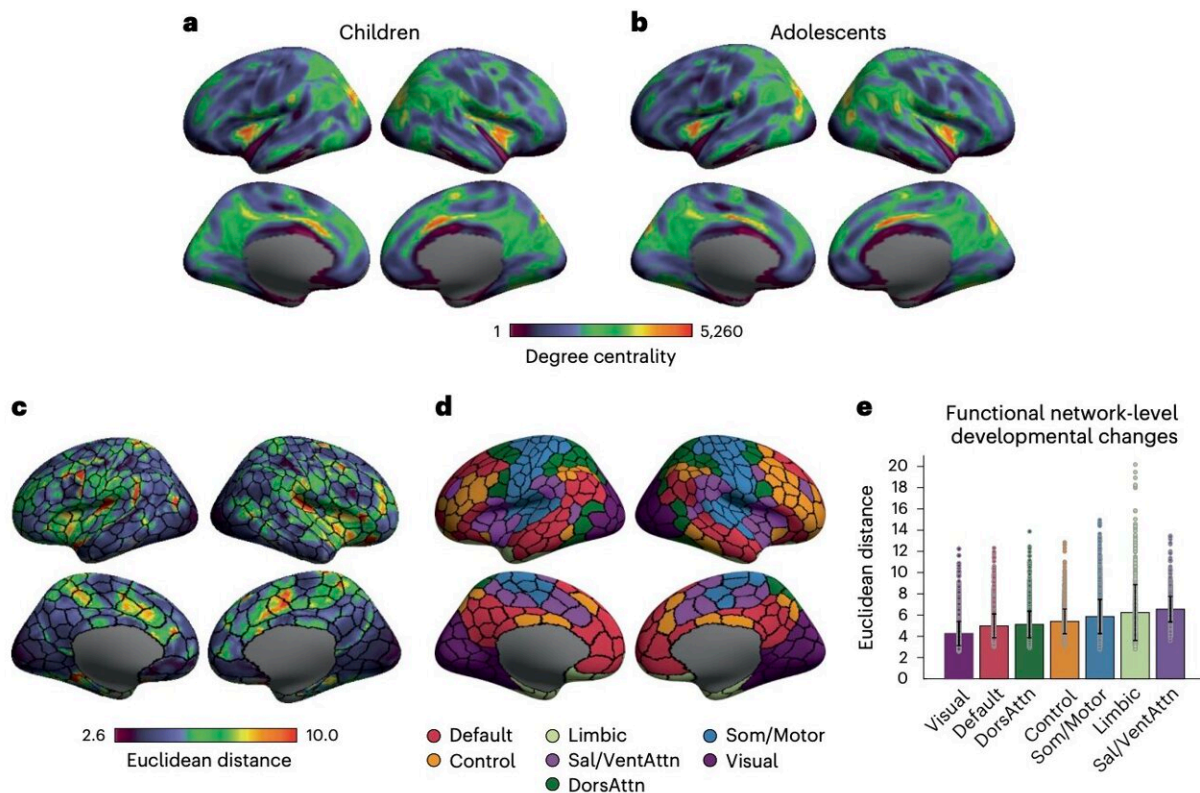 a
Children
b
Adolescents
1
5,260
Degree centrality
c
2.6
10.0
Euclidean distance
d
Default
Limbic
Som/Motor
Control
Sal/VentAttn
Visual
DorsAttn
e
Functional network-level
developmental changes
Euclidean distance
20
18
16
14
12
10
8
6
4
2
0
Visual
Default
DorsAttn
Control
Som/Motor
Limbic
Sal/VentAttn